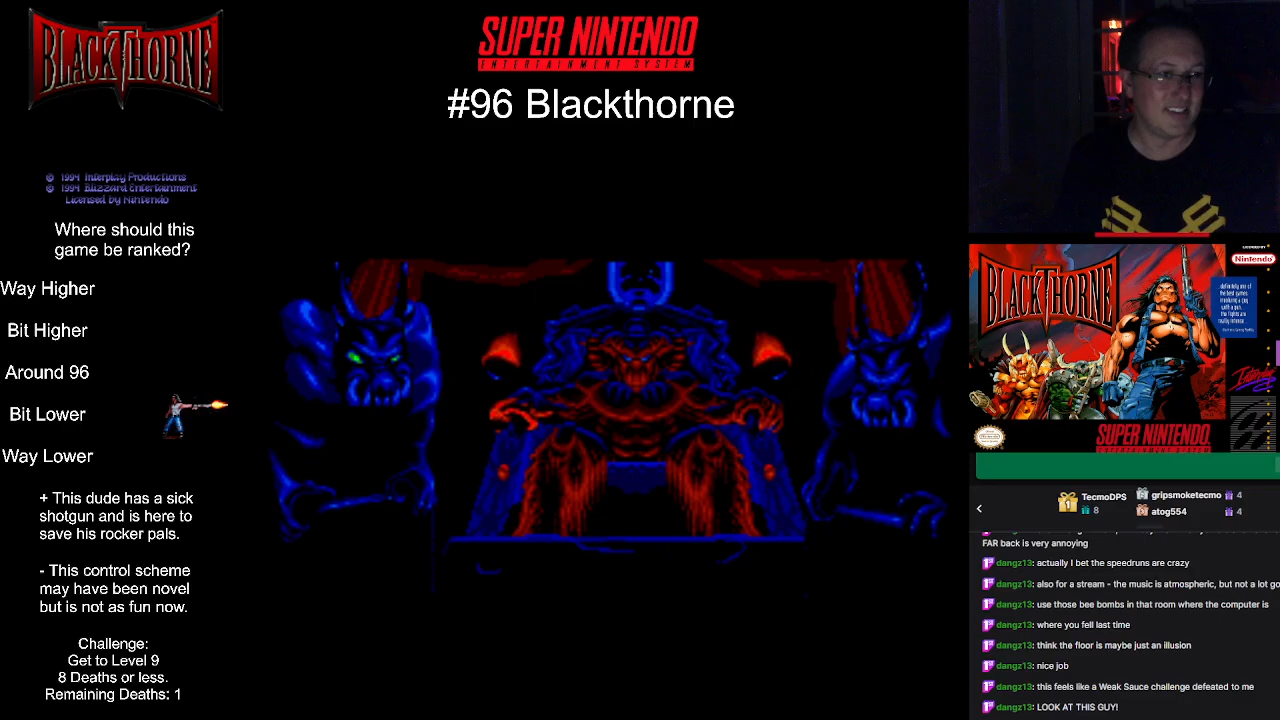 BLACKTHORNE
SUPER NINTENDO
ENTERTAINMENT SYSTEM
#96 Blackthorne
© 1994 Interplay Productions
© 1994 Blizzard Entertainment
Licensed by Nintendo
Where should this
game be ranked?
Way Higher
Bit Higher
Around 96
Bit Lower
Way Lower
+ This dude has a sick
shotgun and is here to
save his rocker pals.
- This control scheme
may have been novel
but is not as fun now.
Challenge:
Get to Level 9
8 Deaths or less.
Remaining Deaths: 1
BLACKTHORNE
Nintendo
Interplay
SUPER NINTENDO
ENTERTAINMENT SYSTEM
1 TecmoDPS
8
gripsmoketecmo 4
atog554 4
FAR back is very annoying
dangz13: actually I bet the speedruns are crazy
dangz13: also for a stream - the music is atmospheric, but not a lot go
dangz13: use those bee bombs in that room where the computer is
dangz13: where you fell last time
dangz13: think the floor is maybe just an illusion
dangz13: nice job
dangz13: this feels like a Weak Sauce challenge defeated to me
dangz13: LOOK AT THIS GUY!